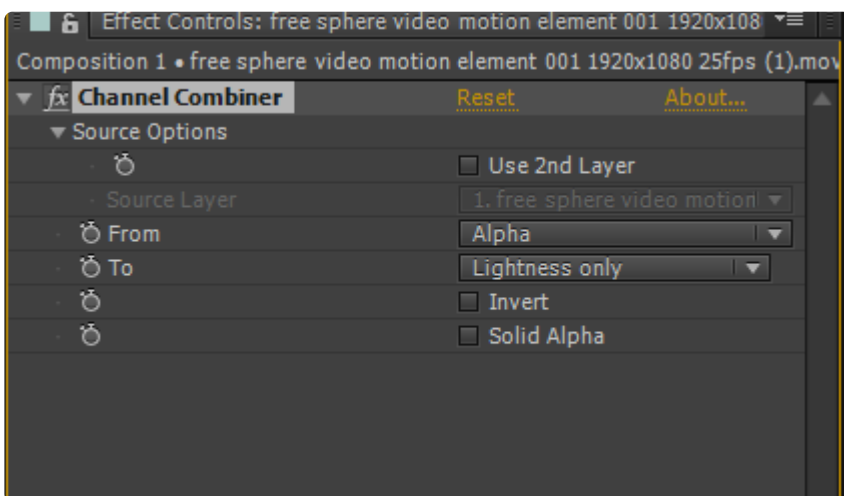 Effect Controls: free sphere video motion element 001 1920x108
Composition 1 • free sphere video motion element 001 1920x1080 25fps (1).mov
fx Channel Combiner Reset About...
Source Options
Use 2nd Layer
Source Layer 1. free sphere video motion
From Alpha
To Lightness only
Invert
Solid Alpha